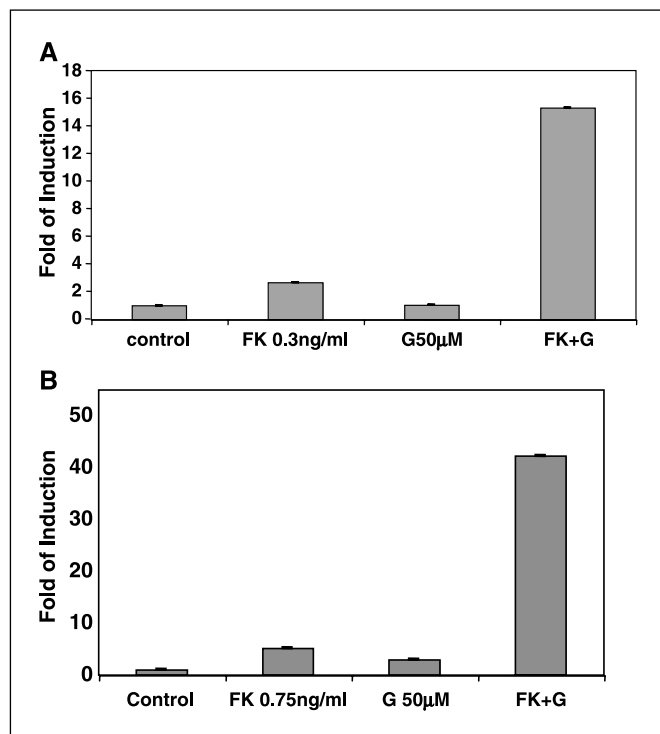 A
18
16
14
12
10
8
6
4
2
0
Fold of Induction
control FK 0.3ng/ml G50μM FK+G
B
50
40
30
20
10
0
Fold of Induction
Control FK 0.75ng/ml G 50μM FK+G